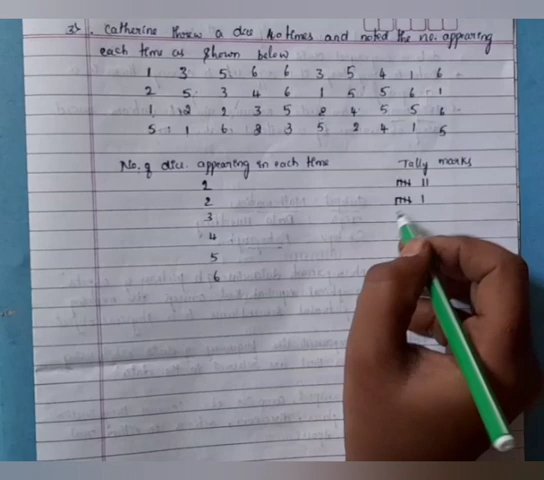 3) . Catherine threw a dice 40 times and noted the no. appearing
each time as shown below
1 3 5 6 6 3 5 4 1 6
2 5 3 4 6 1 5 5 6 1
1 2 2 3 5 2 4 5 5 6
5 1 6 2 3 5 2 4 1 5
No. of dice appearing in each time Tally marks
1 |||| ||
2 |||| |
3
4
5
6